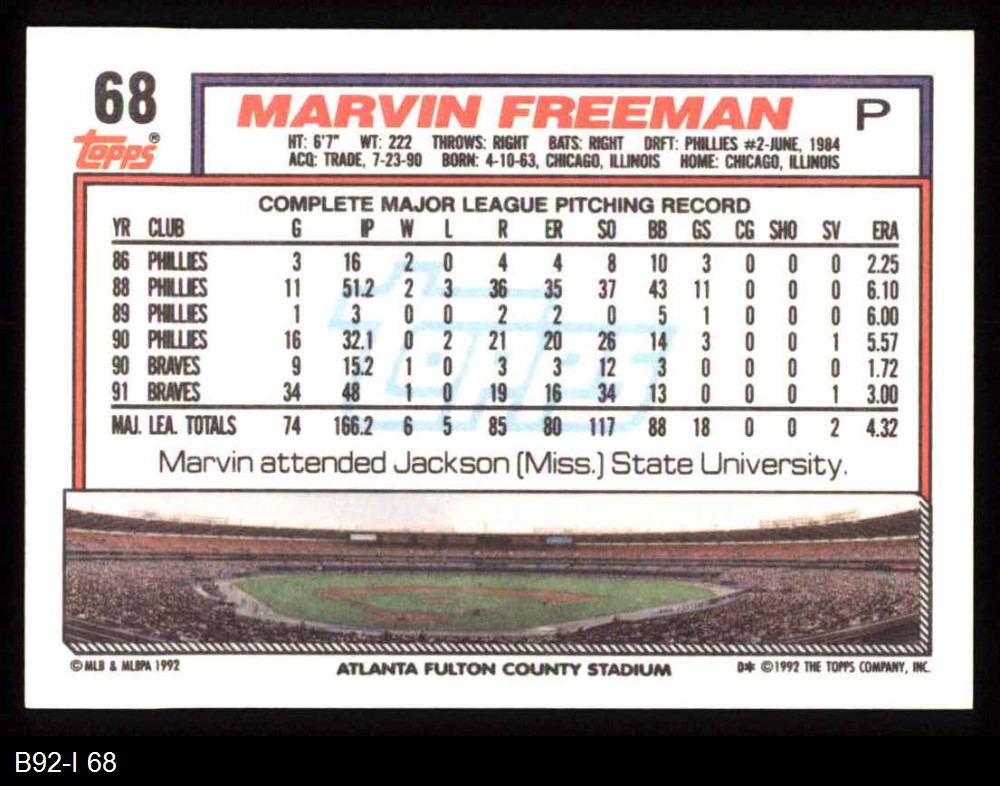 68
Topps®
MARVIN FREEMAN P
HT: 6'7" WT: 222 THROWS: RIGHT BATS: RIGHT DRFT: PHILLIES #2-JUNE, 1984
ACQ: TRADE, 7-23-90 BORN: 4-10-63, CHICAGO, ILLINOIS HOME: CHICAGO, ILLINOIS
COMPLETE MAJOR LEAGUE PITCHING RECORD
YR CLUB G IP W L R ER SO BB GS CG SHO SV ERA
86 PHILLIES 3 16 2 0 4 4 8 10 3 0 0 0 2.25
88 PHILLIES 11 51.2 2 3 36 35 37 43 11 0 0 0 6.10
89 PHILLIES 1 3 0 0 2 2 0 5 1 0 0 0 6.00
90 PHILLIES 16 32.1 0 2 21 20 26 14 3 0 0 1 5.57
90 BRAVES 9 15.2 1 0 3 3 12 3 0 0 0 0 1.72
91 BRAVES 34 48 1 0 19 16 34 13 0 0 0 1 3.00
MAJ. LEA. TOTALS 74 166.2 6 5 85 80 117 88 18 0 0 2 4.32
Topps
Marvin attended Jackson (Miss.) State University.
© MLB & MLBPA 1992 ATLANTA FULTON COUNTY STADIUM D* © 1992 THE TOPPS COMPANY, INC.
B92-I 68